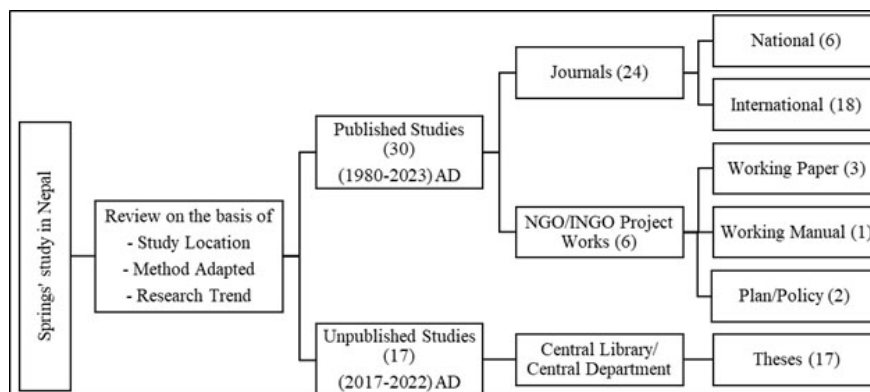 Springs' study in Nepal
Review on the basis of
- Study Location
- Method Adapted
- Research Trend
Published Studies
(30)
(1980-2023) AD
Unpublished Studies
(17)
(2017-2022) AD
Journals (24)
NGO/INGO Project
Works (6)
Central Library/
Central Department
National (6)
International (18)
Working Paper (3)
Working Manual (1)
Plan/Policy (2)
Theses (17)